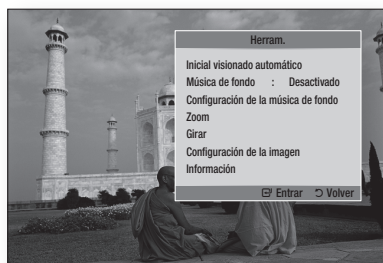 Herram.
Inicial visionado automático
Música de fondo : Desactivado
Configuración de la música de fondo
Zoom
Girar
Configuración de la imagen
Información
Entrar Volver